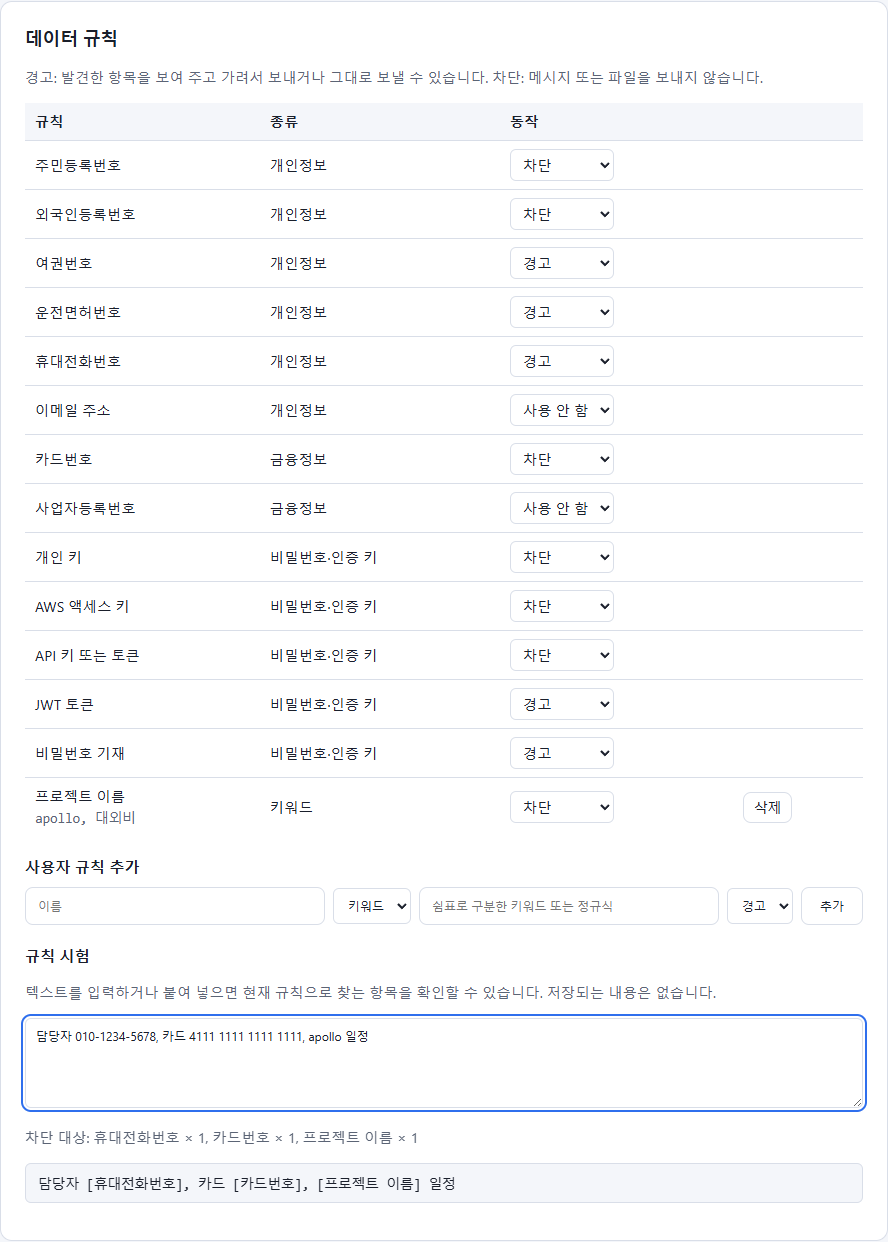 데이터 규칙
경고: 발견한 항목을 보여 주고 가려서 보내거나 그대로 보낼 수 있습니다. 차단: 메시지 또는 파일을 보내지 않습니다.
규칙 종류 동작
주민등록번호 개인정보 차단
외국인등록번호 개인정보 차단
여권번호 개인정보 경고
운전면허번호 개인정보 경고
휴대전화번호 개인정보 경고
이메일 주소 개인정보 사용 안 함
카드번호 금융정보 차단
사업자등록번호 금융정보 사용 안 함
개인 키 비밀번호·인증 키 차단
AWS 액세스 키 비밀번호·인증 키 차단
API 키 또는 토큰 비밀번호·인증 키 차단
JWT 토큰 비밀번호·인증 키 경고
비밀번호 기재 비밀번호·인증 키 경고
프로젝트 이름 키워드 차단 삭제
apollo, 대외비
사용자 규칙 추가
이름 키워드 쉼표로 구분한 키워드 또는 정규식 경고 추가
규칙 시험
텍스트를 입력하거나 붙여 넣으면 현재 규칙으로 찾는 항목을 확인할 수 있습니다. 저장되는 내용은 없습니다.
담당자 010-1234-5678, 카드 4111 1111 1111 1111, apollo 일정
차단 대상: 휴대전화번호 × 1, 카드번호 × 1, 프로젝트 이름 × 1
담당자 [휴대전화번호], 카드 [카드번호], [프로젝트 이름] 일정